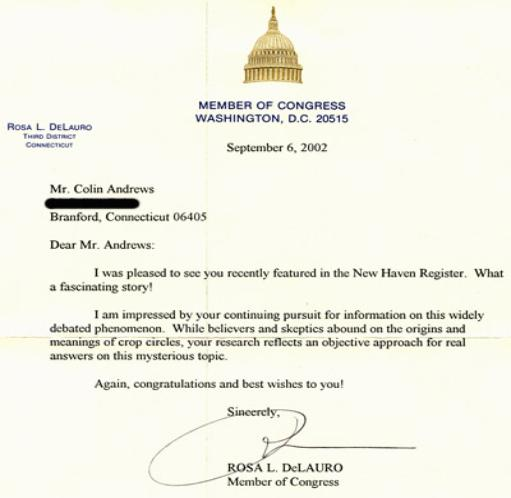 MEMBER OF CONGRESS
WASHINGTON, D.C. 20515
ROSA L. DELAURO
THIRD DISTRICT
CONNECTICUT
September 6, 2002
Mr. Colin Andrews
Branford, Connecticut 06405
Dear Mr. Andrews:
I was pleased to see you recently featured in the New Haven Register. What
a fascinating story!
I am impressed by your continuing pursuit for information on this widely
debated phenomenon. While believers and skeptics abound on the origins and
meanings of crop circles, your research reflects an objective approach for real
answers on this mysterious topic.
Again, congratulations and best wishes to you!
Sincerely,
ROSA L. DeLAURO
Member of Congress